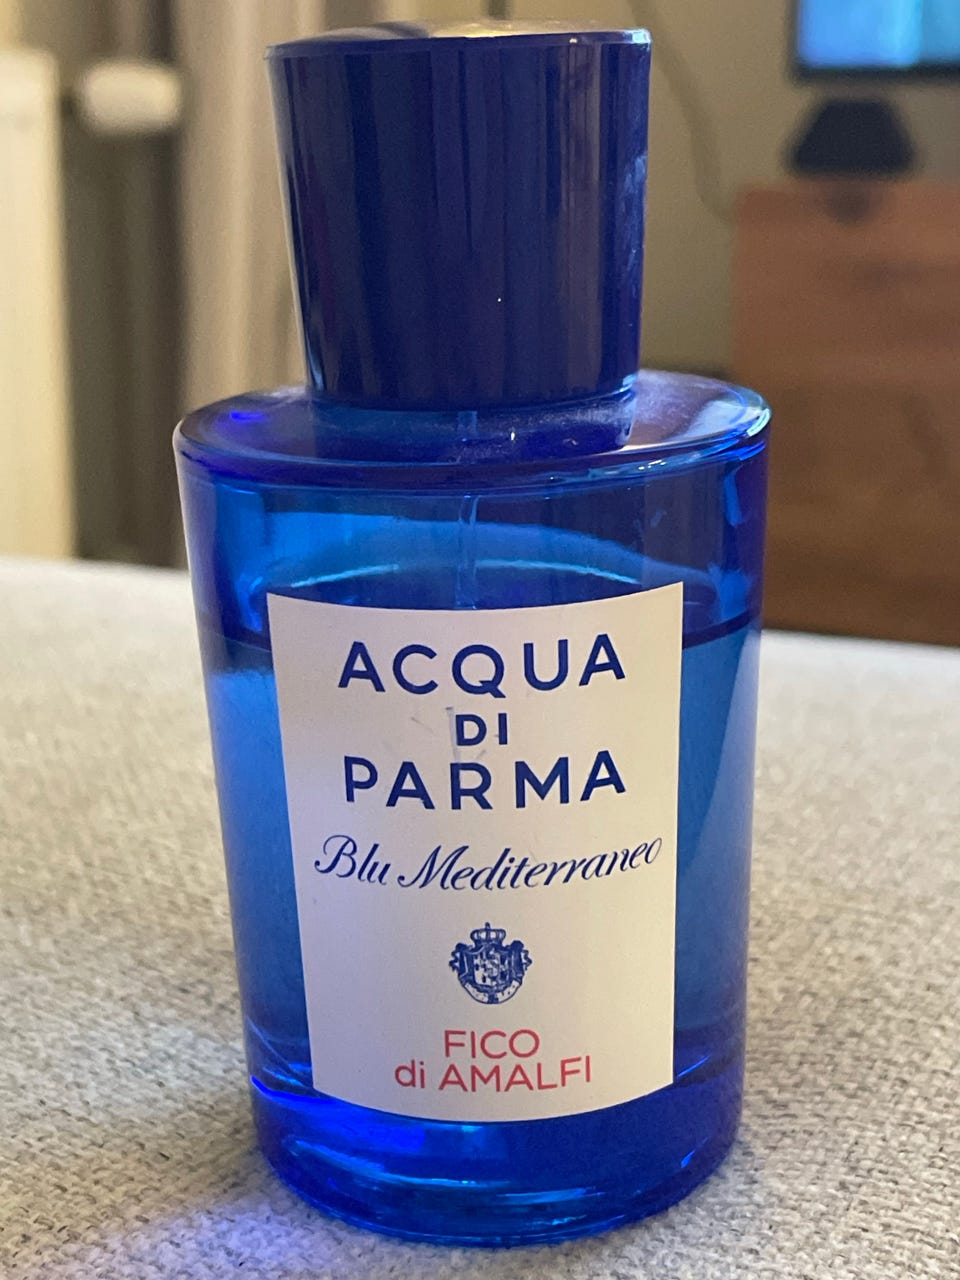 ACQUA
DI
PARMA
Blu Mediterraneo
FICO
di AMALFI